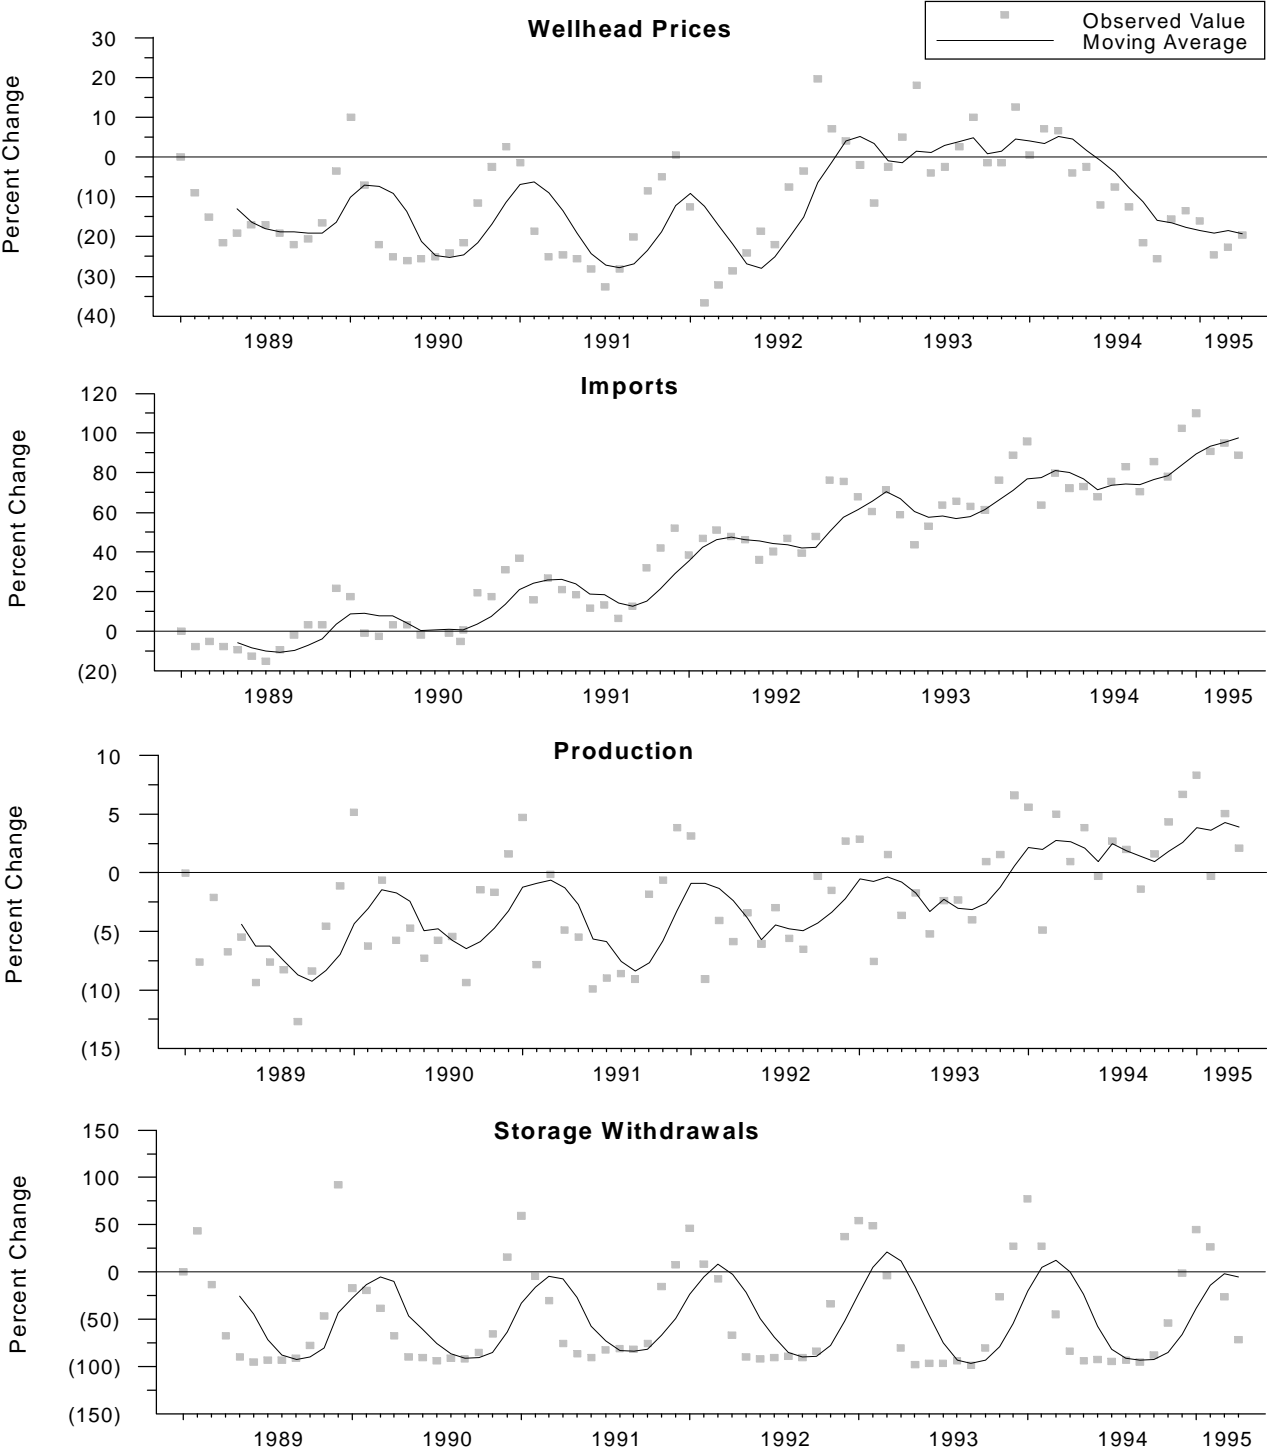 Wellhead Prices
Observed Value
Moving Average
Percent Change
30
20
10
0
(10)
(20)
(30)
(40)
1989 1990 1991 1992 1993 1994 1995
Imports
Percent Change
120
100
80
60
40
20
0
(20)
1989 1990 1991 1992 1993 1994 1995
Production
Percent Change
10
5
0
(5)
(10)
(15)
1989 1990 1991 1992 1993 1994 1995
Storage Withdrawals
Percent Change
150
100
50
0
(50)
(100)
(150)
1989 1990 1991 1992 1993 1994 1995